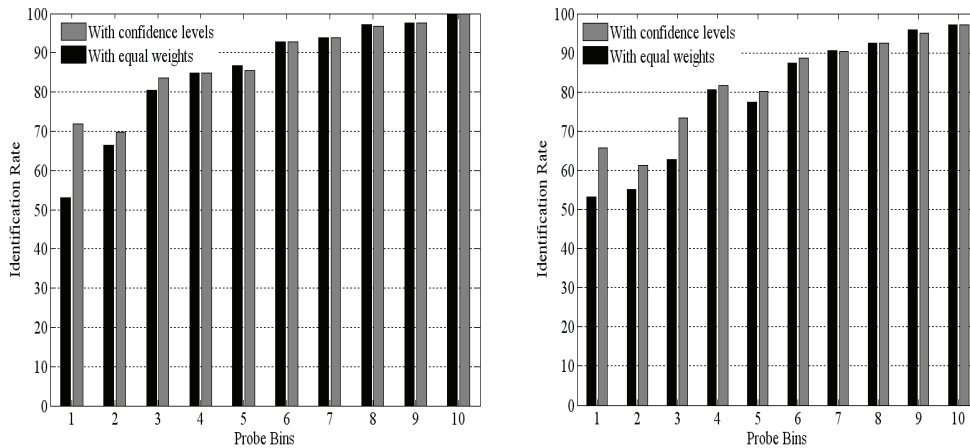 100
90
80
70
60
50
40
30
20
10
0
Identification Rate
With confidence levels
With equal weights
1 2 3 4 5 6 7 8 9 10
Probe Bins
100
90
80
70
60
50
40
30
20
10
0
Identification Rate
With confidence levels
With equal weights
1 2 3 4 5 6 7 8 9 10
Probe Bins